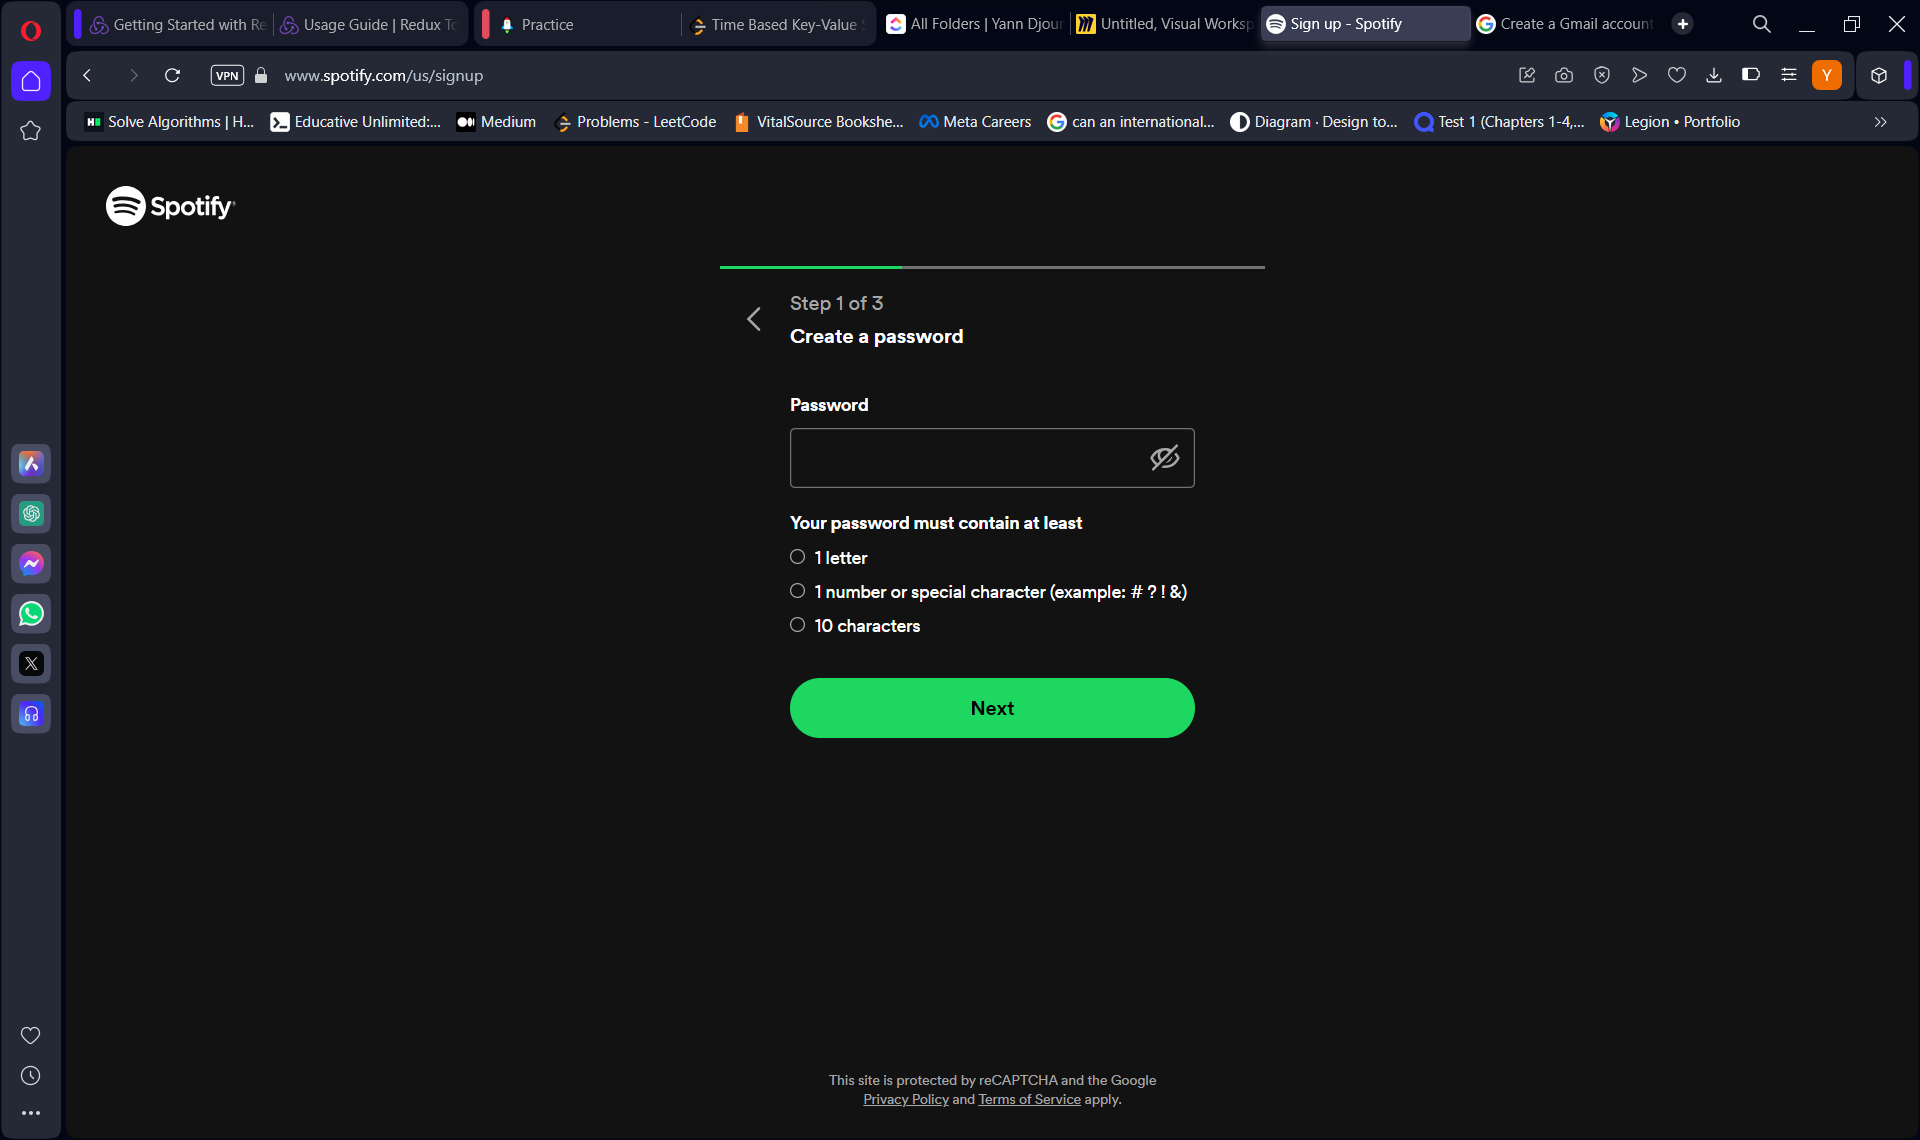 Getting Started with Re
Usage Guide | Redux To
Practice
Time Based Key-Value S
All Folders | Yann Djour
Untitled, Visual Worksp
Sign up - Spotify
Create a Gmail account
VPN
www.spotify.com/us/signup
Y
Solve Algorithms | H...
Educative Unlimited:...
Medium
Problems - LeetCode
VitalSource Bookshe...
Meta Careers
can an international...
Diagram · Design to...
Test 1 (Chapters 1-4,...
Legion • Portfolio
Spotify
Step 1 of 3
Create a password
Password
Your password must contain at least
1 letter
1 number or special character (example: # ? ! &)
10 characters
Next
This site is protected by reCAPTCHA and the Google
Privacy Policy and Terms of Service apply.